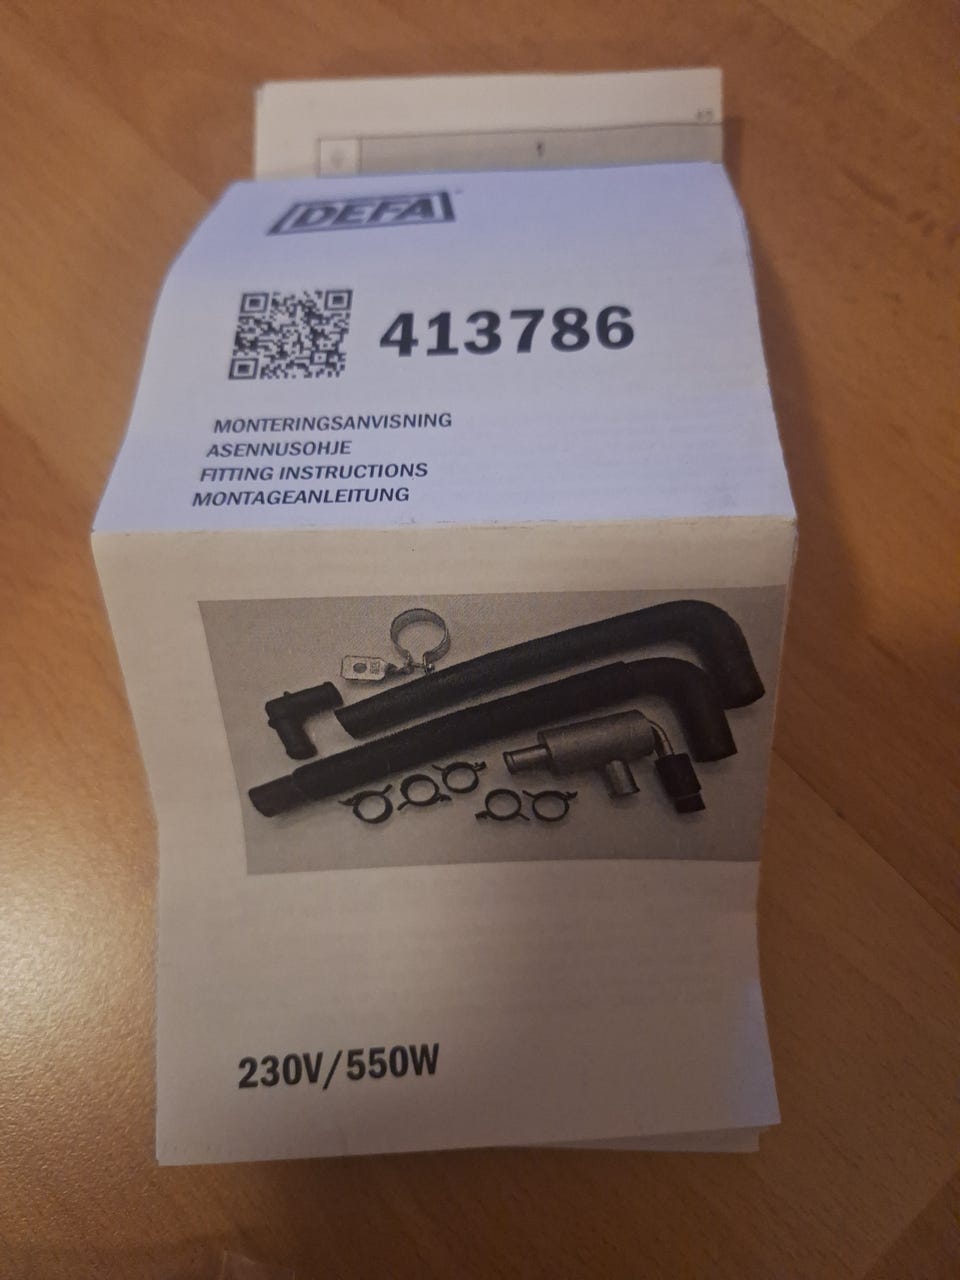 DEFA
413786
MONTERINGSANVISNING
ASENNUSOHJE
FITTING INSTRUCTIONS
MONTAGEANLEITUNG
230V/550W